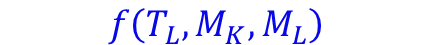 f(T_L, M_K, M_L)